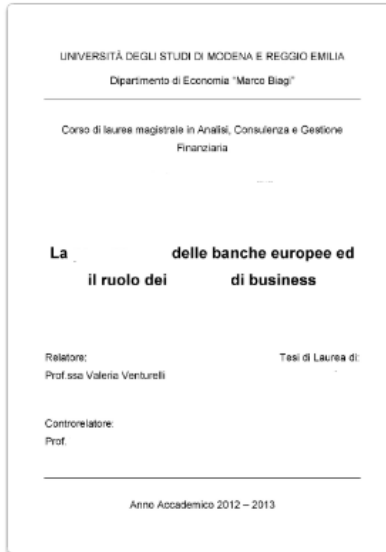 UNIVERSITÀ DEGLI STUDI DI MODENA E REGGIO EMILIA
Dipartimento di Economia "Marco Biagi"
Corso di laurea magistrale in Analisi, Consulenza e Gestione
Finanziaria
La delle banche europee ed
il ruolo dei di business
Relatore: Tesi di Laurea di:
Prof.ssa Valeria Venturelli
Controrelatore:
Prof.
Anno Accademico 2012 – 2013